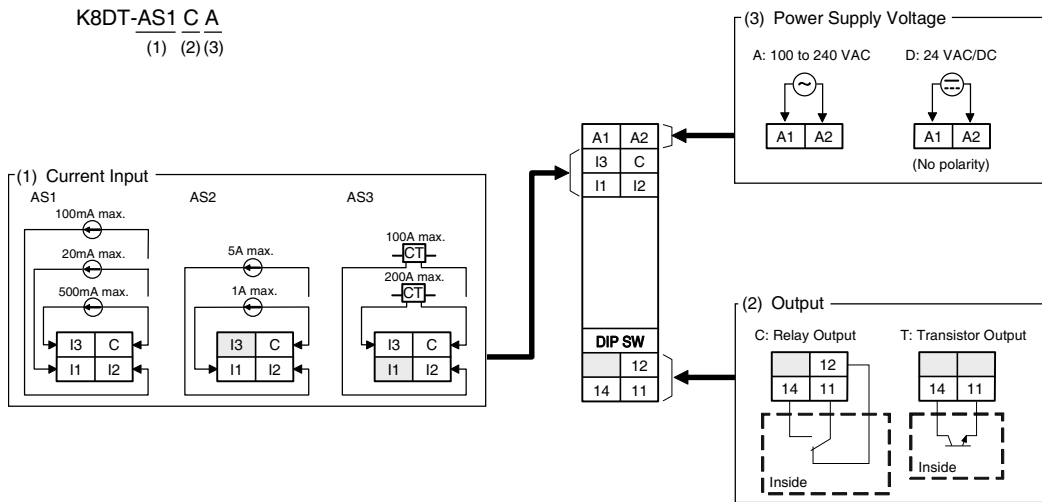 K8DT-AS1 C A
(1) (2) (3)
(3) Power Supply Voltage
A: 100 to 240 VAC
D: 24 VAC/DC
A1 A2
A1 A2
(No polarity)
A1 A2
I3 C
I1 I2
DIP SW
12
14 11
(1) Current Input
AS1
AS2
AS3
100mA max.
20mA max.
500mA max.
I3 C
I1 I2
5A max.
1A max.
I3 C
I1 I2
100A max.
CT
200A max.
CT
I3 C
I1 I2
(2) Output
C: Relay Output
T: Transistor Output
12
14 11
Inside
14 11
Inside